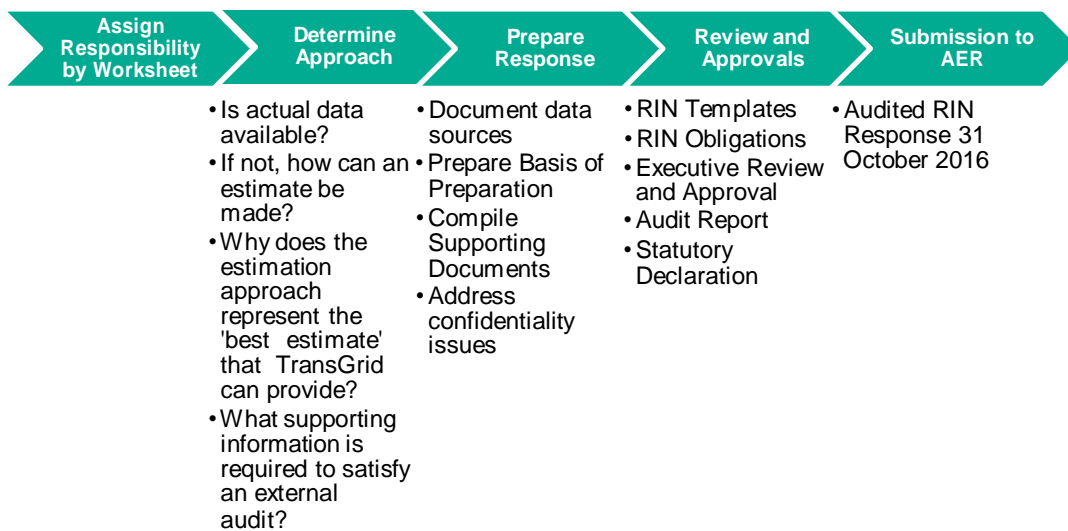 Assign
Responsibility
by Worksheet
Determine
Approach
Prepare
Response
Review and
Approvals
Submission to
AER
• Is actual data
available?
• If not, how can an
estimate be
made?
• Why does the
estimation
approach
represent the
'best estimate'
that TransGrid
can provide?
• What supporting
information is
required to satisfy
an external
audit?
• Document data
sources
• Prepare Basis of
Preparation
• Compile
Supporting
Documents
• Address
confidentiality
issues
• RIN Templates
• RIN Obligations
• Executive Review
and Approval
• Audit Report
• Statutory
Declaration
• Audited RIN
Response 31
October 2016